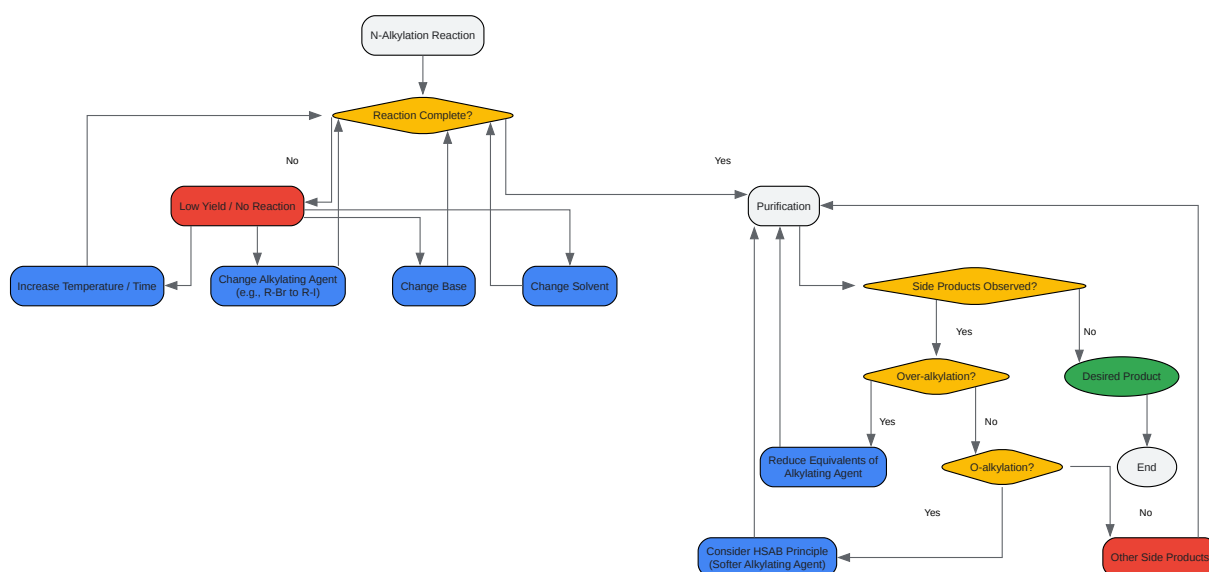 N-Alkylation Reaction
Reaction Complete?
No
Yes
Low Yield / No Reaction
Purification
Increase Temperature / Time
Change Alkylating Agent
(e.g., R-Br to R-I)
Change Base
Change Solvent
Side Products Observed?
Yes
No
Over-alkylation?
Desired Product
Yes
No
Reduce Equivalents of
Alkylating Agent
O-alkylation?
End
Yes
No
Consider HSAB Principle
(Softer Alkylating Agent)
Other Side Products